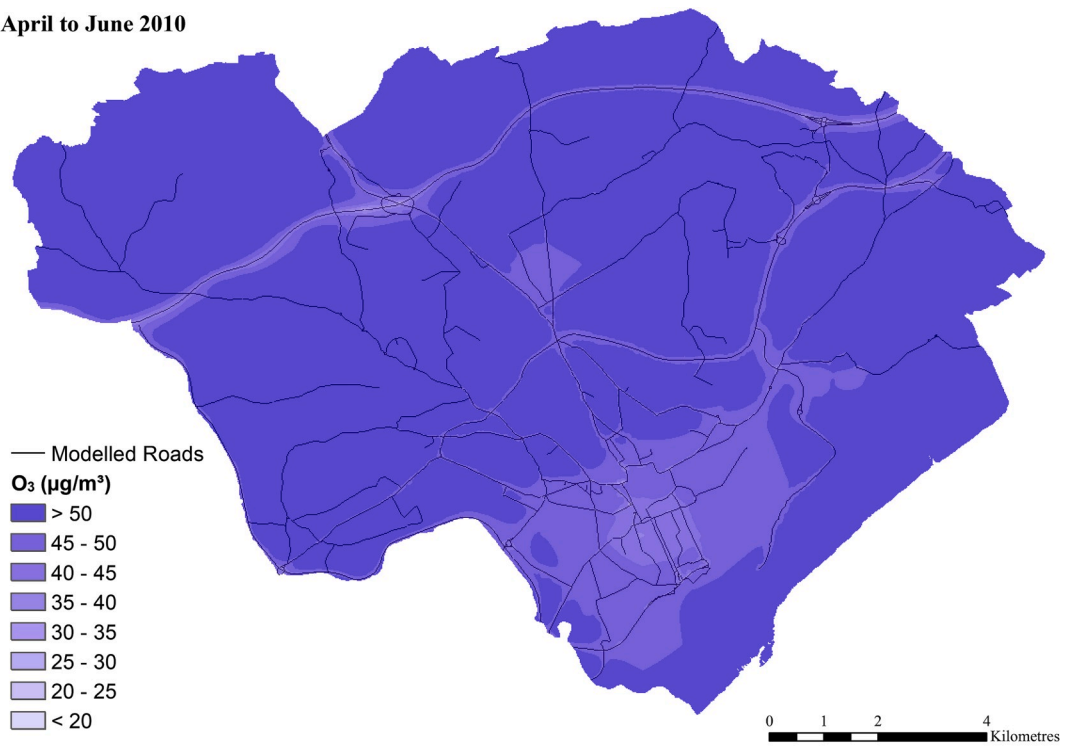 April to June 2010
Modelled Roads
O₃ (µg/m³)
> 50
45 - 50
40 - 45
35 - 40
30 - 35
25 - 30
20 - 25
< 20
0 1 2 4
Kilometres